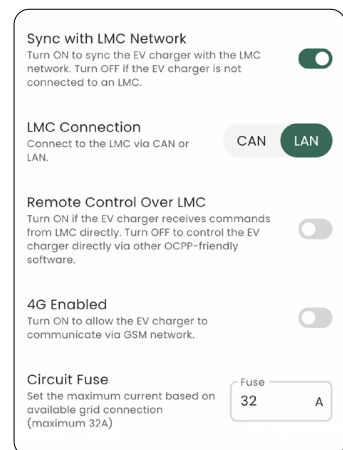 Sync with LMC Network
Turn ON to sync the EV charger with the LMC
network. Turn OFF if the EV charger is not
connected to an LMC.
LMC Connection
Connect to the LMC via CAN or
LAN.
CAN
LAN
Remote Control Over LMC
Turn ON if the EV charger receives commands
from LMC directly. Turn OFF to control the EV
charger directly via other OCPP-friendly
software.
4G Enabled
Turn ON to allow the EV charger to
communicate via GSM network.
Circuit Fuse
Set the maximum current based on
available grid connection
(maximum 32A)
Fuse
32 A